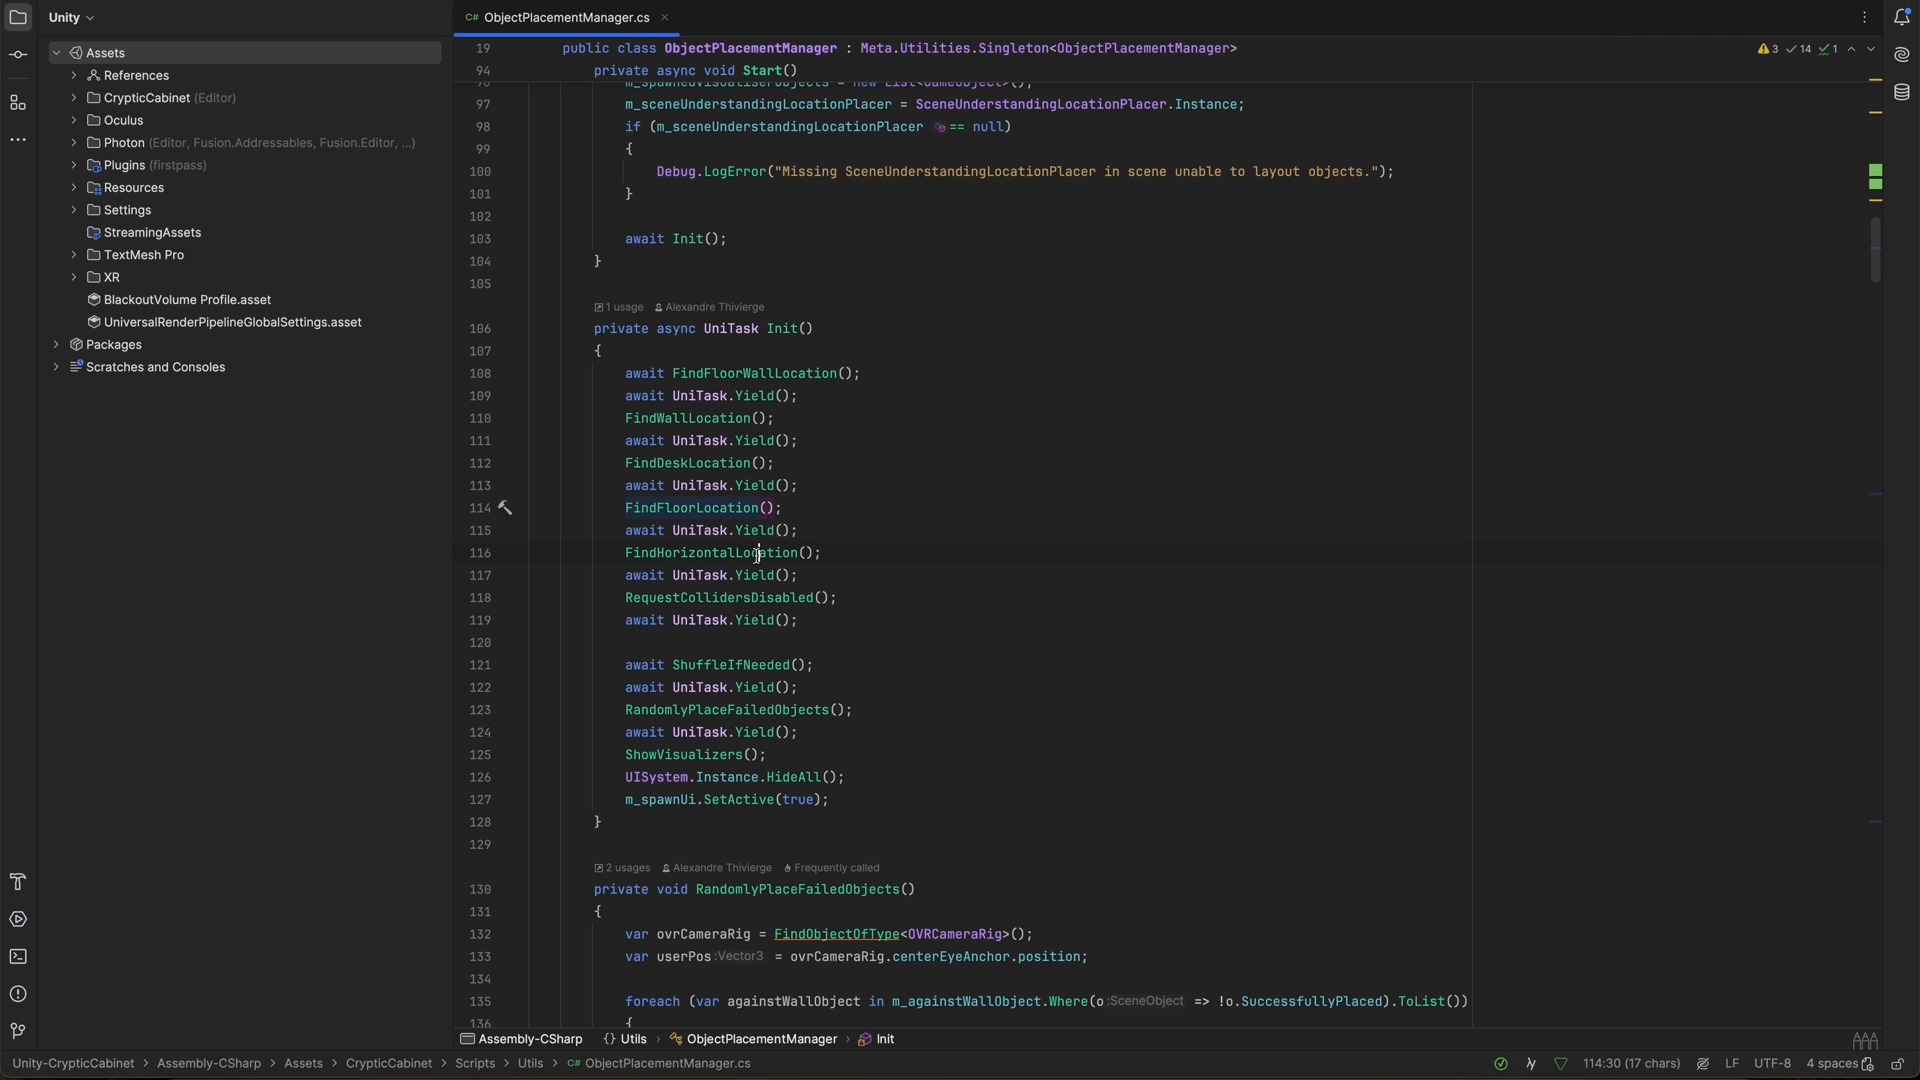 Unity
Assets
References
CrypticCabinet (Editor)
Oculus
Photon (Editor, Fusion.Addressables, Fusion.Editor, ...)
Plugins (firstpass)
Resources
Settings
StreamingAssets
TextMesh Pro
XR
BlackoutVolume Profile.asset
UniversalRenderPipelineGlobalSettings.asset
Packages
Scratches and Consoles
C# ObjectPlacementManager.cs
3 14 1
19 public class ObjectPlacementManager : Meta.Utilities.Singleton<ObjectPlacementManager>
94 private async void Start()
96 m_spawnedVisualiserObjects = new List<GameObject>();
97 m_sceneUnderstandingLocationPlacer = SceneUnderstandingLocationPlacer.Instance;
98 if (m_sceneUnderstandingLocationPlacer == null)
99 {
100 Debug.LogError("Missing SceneUnderstandingLocationPlacer in scene unable to layout objects.");
101 }
102
103 await Init();
104 }
105
1 usage Alexandre Thivierge
106 private async UniTask Init()
107 {
108 await FindFloorWallLocation();
109 await UniTask.Yield();
110 FindWallLocation();
111 await UniTask.Yield();
112 FindDeskLocation();
113 await UniTask.Yield();
114 FindFloorLocation();
115 await UniTask.Yield();
116 FindHorizontalLocation();
117 await UniTask.Yield();
118 RequestCollidersDisabled();
119 await UniTask.Yield();
120
121 await ShuffleIfNeeded();
122 await UniTask.Yield();
123 RandomlyPlaceFailedObjects();
124 await UniTask.Yield();
125 ShowVisualizers();
126 UISystem.Instance.HideAll();
127 m_spawnUi.SetActive(true);
128 }
129
2 usages Alexandre Thivierge Frequently called
130 private void RandomlyPlaceFailedObjects()
131 {
132 var ovrCameraRig = FindObjectOfType<OVRCameraRig>();
133 var userPos :Vector3 = ovrCameraRig.centerEyeAnchor.position;
134
135 foreach (var againstWallObject in m_againstWallObject.Where(o :SceneObject => !o.SuccessfullyPlaced).ToList())
136 {
Assembly-CSharp {} Utils ObjectPlacementManager Init
Unity-CrypticCabinet Assembly-CSharp Assets CrypticCabinet Scripts Utils C# ObjectPlacementManager.cs 114:30 (17 chars) LF UTF-8 4 spaces